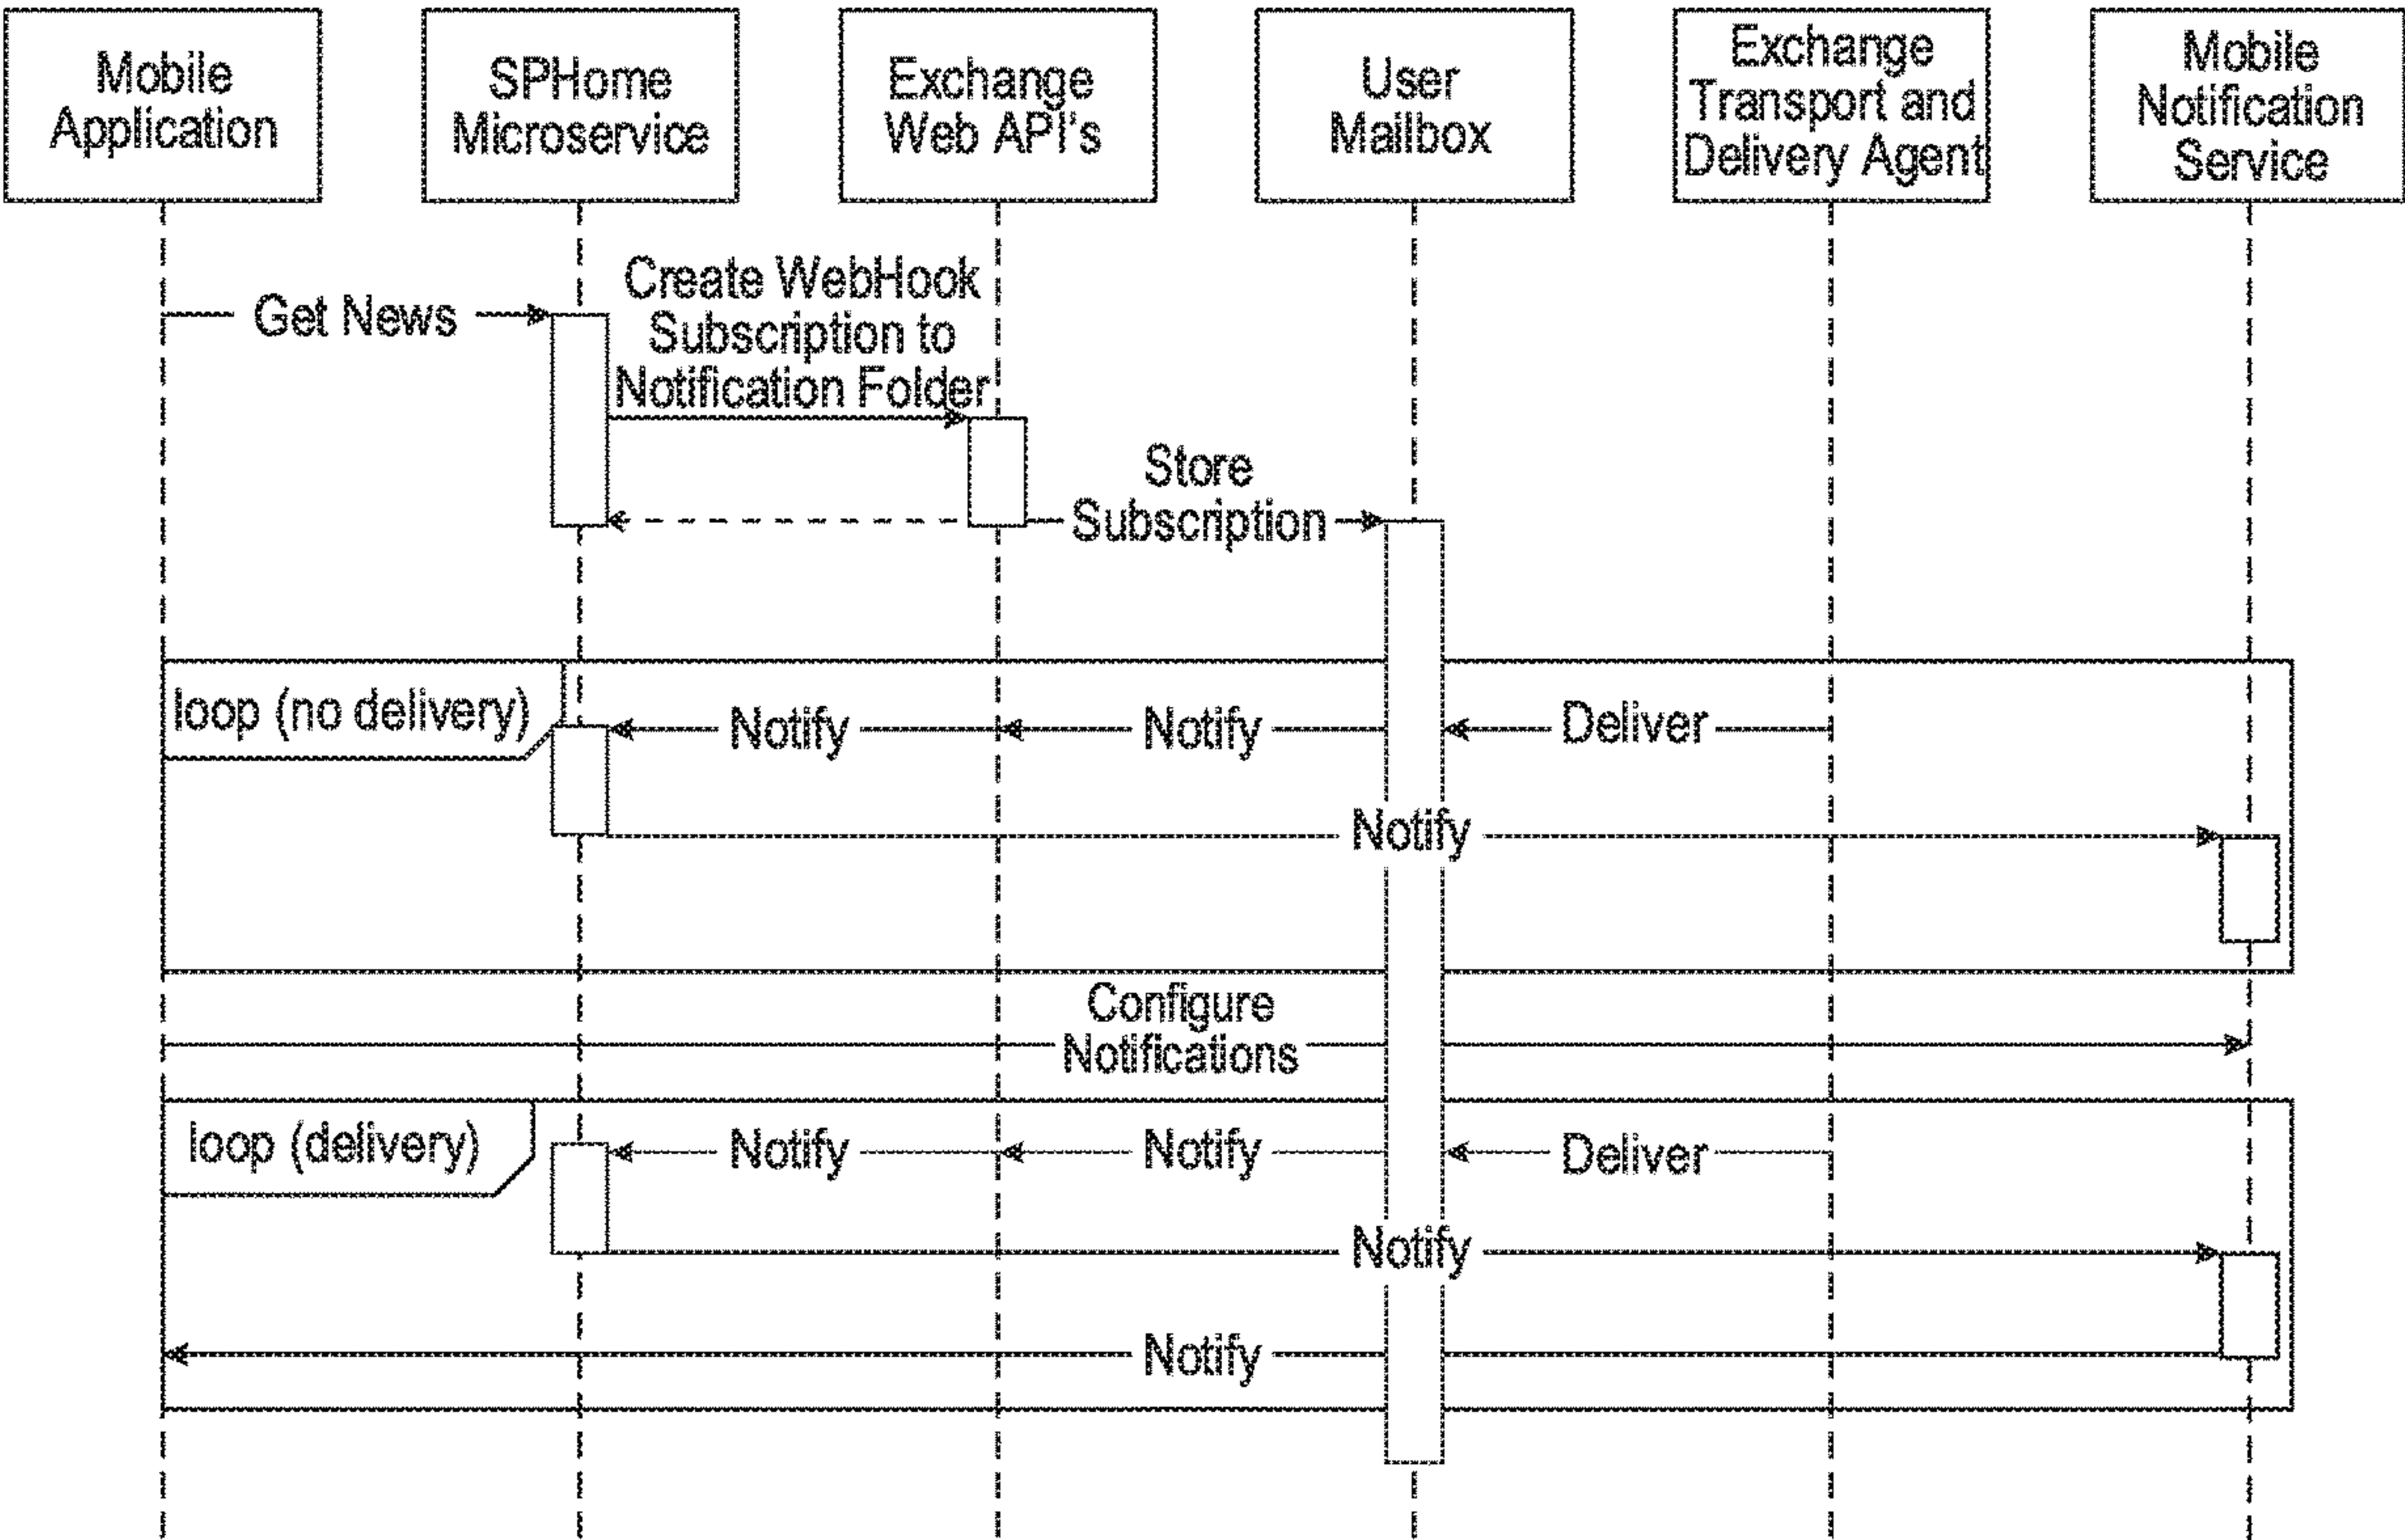 Mobile
Application
SPHome
Microservice
Exchange
Web API's
User
Mailbox
Exchange
Transport and
Delivery Agent
Mobile
Notification
Service
Get News
Create WebHook
Subscription to
Notification Folder
Store
Subscription
loop (no delivery)
Notify
Notify
Deliver
Notify
Configure
Notifications
loop (delivery)
Notify
Notify
Deliver
Notify
Notify